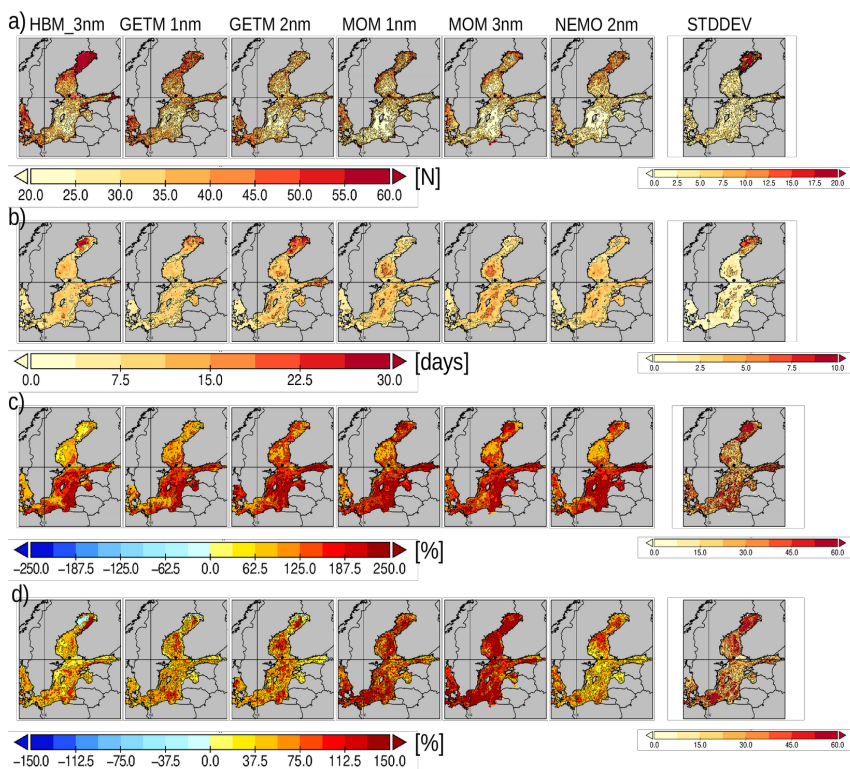 a) HBM_3nm GETM 1nm GETM 2nm MOM 1nm MOM 3nm NEMO 2nm STDDEV
20.0 25.0 30.0 35.0 40.0 45.0 50.0 55.0 60.0 [N]
0.0 2.5 5.0 7.5 10.0 12.5 15.0 17.5 20.0
b)
0.0 7.5 15.0 22.5 30.0 [days]
0.0 2.5 5.0 7.5 10.0
c)
−250.0 −187.5 −125.0 −62.5 0.0 62.5 125.0 187.5 250.0 [%]
0.0 15.0 30.0 45.0 60.0
d)
−150.0 −112.5 −75.0 −37.5 0.0 37.5 75.0 112.5 150.0 [%]
0.0 15.0 30.0 45.0 60.0